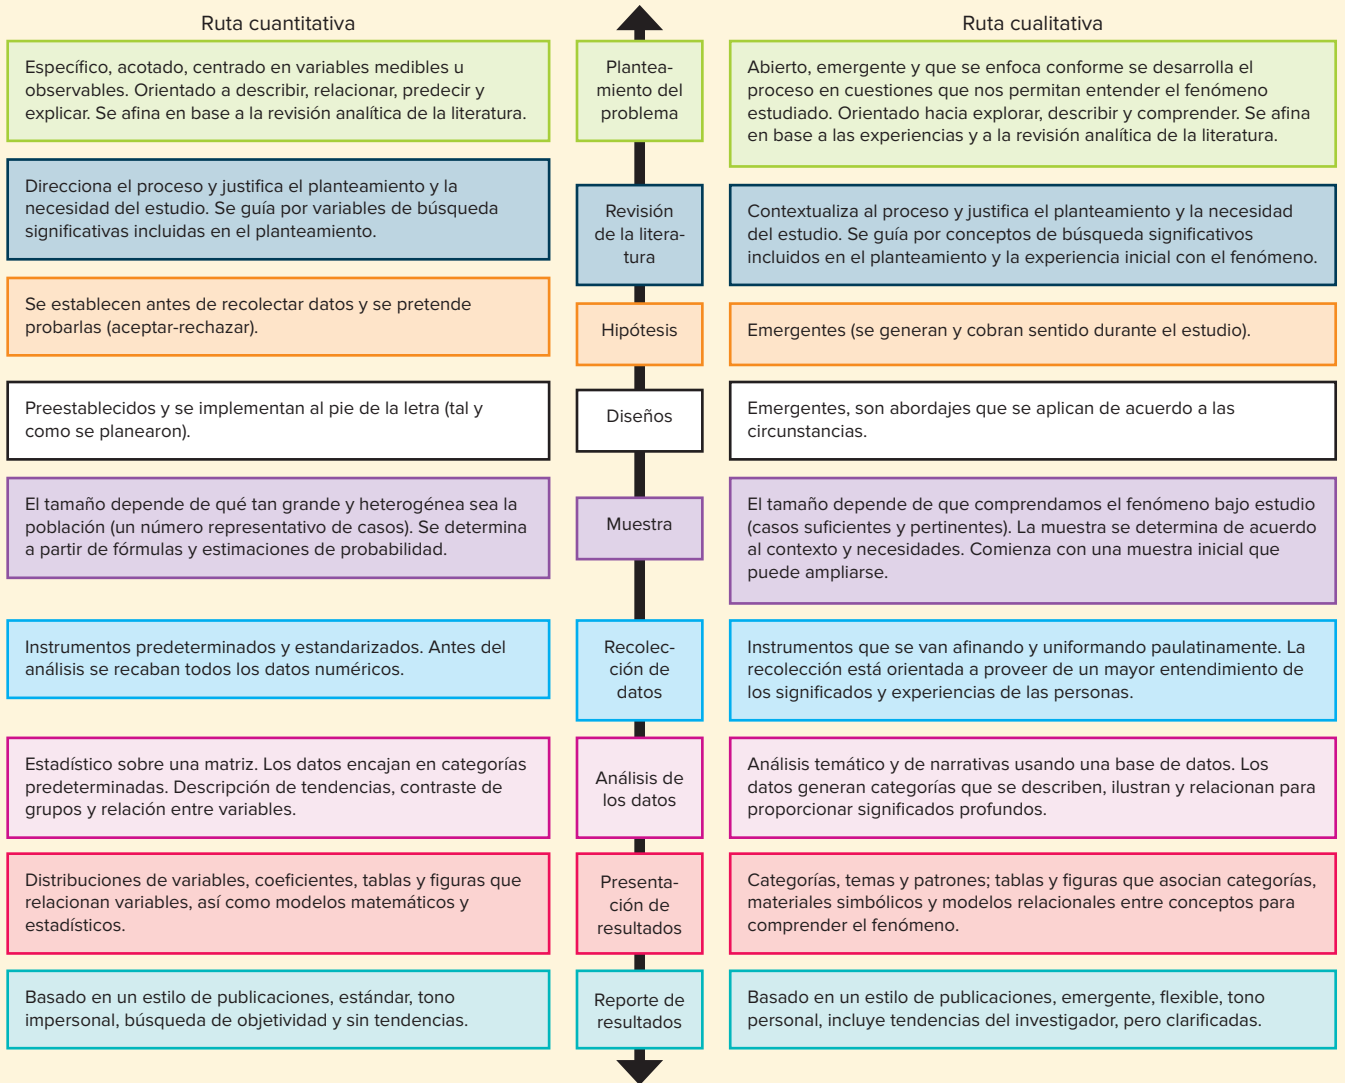 Ruta cuantitativa
Ruta cualitativa
Específico, acotado, centrado en variables medibles u
observables. Orientado a describir, relacionar, predecir y
explicar. Se afina en base a la revisión analítica de la literatura.
Plantea-
miento del
problema
Abierto, emergente y que se enfoca conforme se desarrolla el
proceso en cuestiones que nos permitan entender el fenómeno
estudiado. Orientado hacia explorar, describir y comprender. Se afina
en base a las experiencias y a la revisión analítica de la literatura.
Direcciona el proceso y justifica el planteamiento y la
necesidad del estudio. Se guía por variables de búsqueda
significativas incluidas en el planteamiento.
Revisión
de la litera-
tura
Contextualiza al proceso y justifica el planteamiento y la necesidad
del estudio. Se guía por conceptos de búsqueda significativos
incluidos en el planteamiento y la experiencia inicial con el fenómeno.
Se establecen antes de recolectar datos y se pretende
probarlas (aceptar-rechazar).
Hipótesis
Emergentes (se generan y cobran sentido durante el estudio).
Preestablecidos y se implementan al pie de la letra (tal y
como se planearon).
Diseños
Emergentes, son abordajes que se aplican de acuerdo a las
circunstancias.
El tamaño depende de qué tan grande y heterogénea sea la
población (un número representativo de casos). Se determina
a partir de fórmulas y estimaciones de probabilidad.
Muestra
El tamaño depende de que comprendamos el fenómeno bajo estudio
(casos suficientes y pertinentes). La muestra se determina de acuerdo
al contexto y necesidades. Comienza con una muestra inicial que
puede ampliarse.
Instrumentos predeterminados y estandarizados. Antes del
análisis se recaban todos los datos numéricos.
Recolec-
ción de
datos
Instrumentos que se van afinando y uniformando paulatinamente. La
recolección está orientada a proveer de un mayor entendimiento de
los significados y experiencias de las personas.
Estadístico sobre una matriz. Los datos encajan en categorías
predeterminadas. Descripción de tendencias, contraste de
grupos y relación entre variables.
Análisis de
los datos
Análisis temático y de narrativas usando una base de datos. Los
datos generan categorías que se describen, ilustran y relacionan para
proporcionar significados profundos.
Distribuciones de variables, coeficientes, tablas y figuras que
relacionan variables, así como modelos matemáticos y
estadísticos.
Presenta-
ción de
resultados
Categorías, temas y patrones; tablas y figuras que asocian categorías,
materiales simbólicos y modelos relacionales entre conceptos para
comprender el fenómeno.
Basado en un estilo de publicaciones, estándar, tono
impersonal, búsqueda de objetividad y sin tendencias.
Reporte de
resultados
Basado en un estilo de publicaciones, emergente, flexible, tono
personal, incluye tendencias del investigador, pero clarificadas.